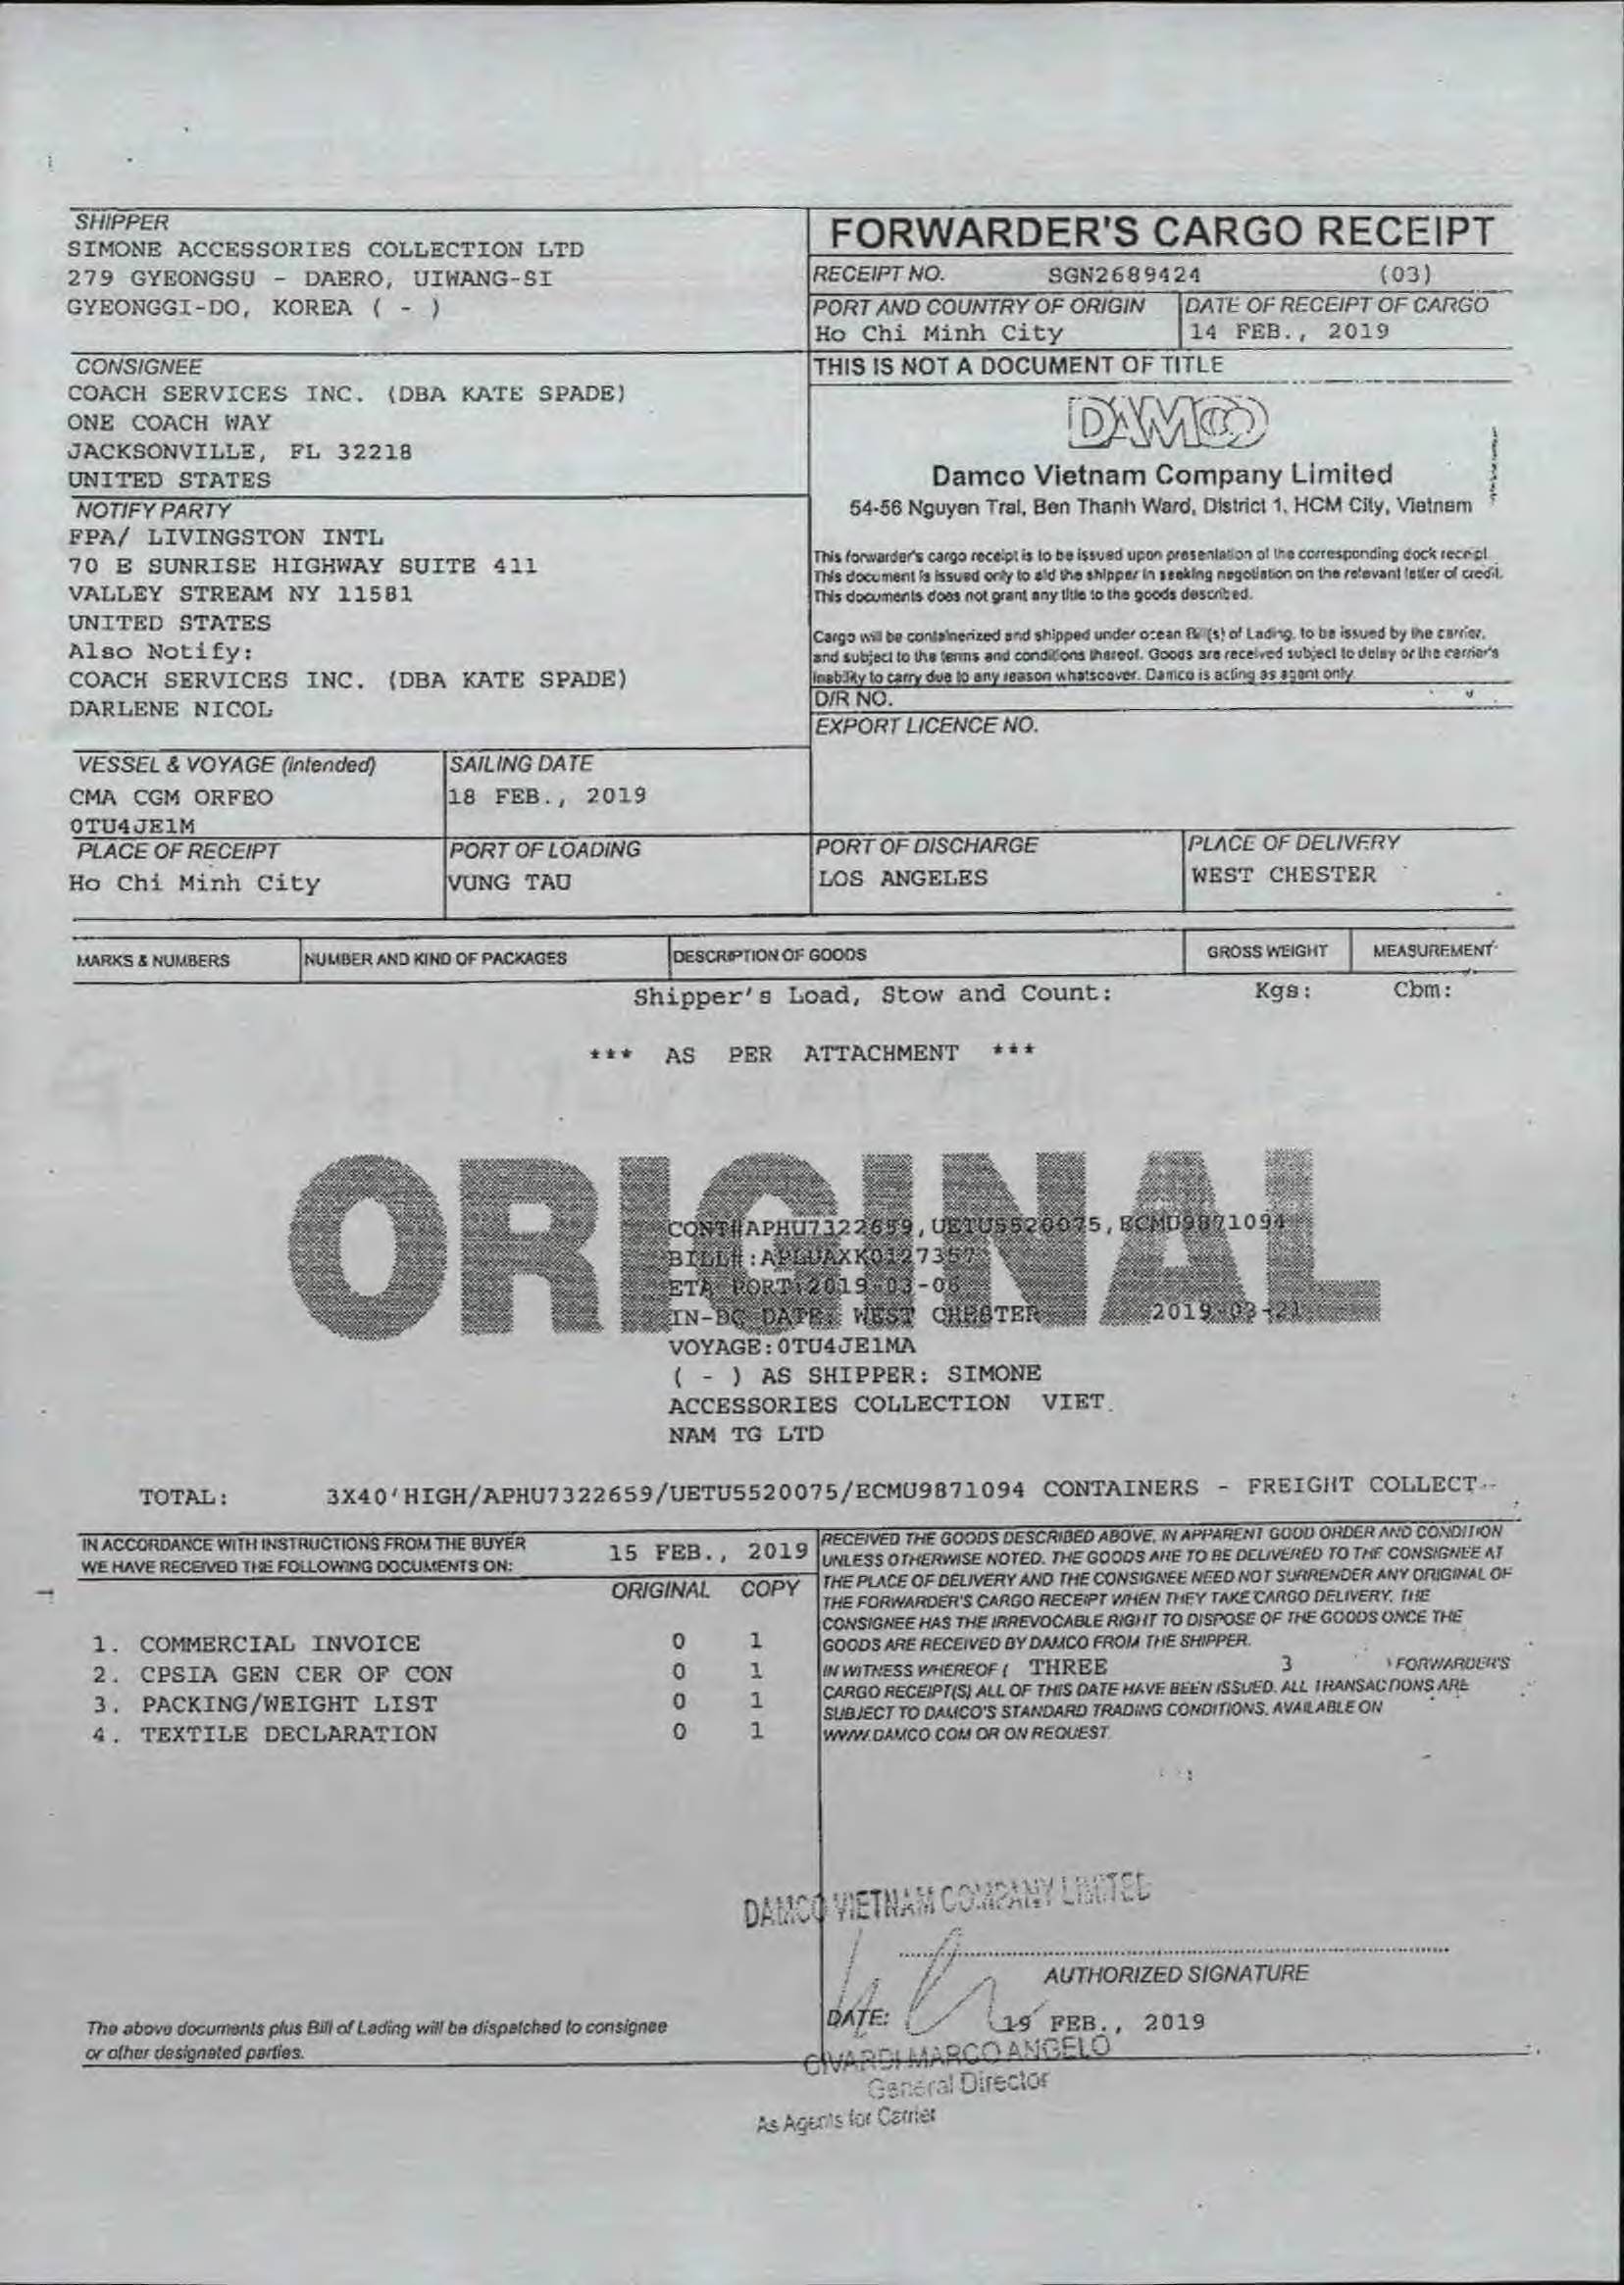 SHIPPER
SIMONE ACCESSORIES COLLECTION LTD
279 GYEONGSU - DAERO, UIWANG-SI
GYEONGGI-DO, KOREA ( - )
FORWARDER'S CARGO RECEIPT
RECEIPT NO. SGN2689424 (03)
PORT AND COUNTRY OF ORIGIN
Ho Chi Minh City
DATE OF RECEIPT OF CARGO
14 FEB., 2019
CONSIGNEE
COACH SERVICES INC. (DBA KATE SPADE)
ONE COACH WAY
JACKSONVILLE, FL 32218
UNITED STATES
THIS IS NOT A DOCUMENT OF TITLE
DAMCO
Damco Vietnam Company Limited
54-56 Nguyen Trai, Ben Thanh Ward, District 1, HCM City, Vietnam
NOTIFY PARTY
FPA/ LIVINGSTON INTL
70 E SUNRISE HIGHWAY SUITE 411
VALLEY STREAM NY 11581
UNITED STATES
Also Notify:
COACH SERVICES INC. (DBA KATE SPADE)
DARLENE NICOL
This forwarder's cargo receipt is to be issued upon presentation of the corresponding dock receipt.
This document is issued only to aid the shipper in seeking negotiation on the relevant letter of credit.
This documents does not grant any title to the goods described.
Cargo will be containerized and shipped under ocean Bill(s) of Lading, to be issued by the carrier,
and subject to the terms and conditions thereof. Goods are received subject to delay or the carrier's
inability to carry due to any reason whatsoever. Damco is acting as agent only.
D/R NO.
EXPORT LICENCE NO.
VESSEL & VOYAGE (intended)
CMA CGM ORFEO
0TU4JE1M
SAILING DATE
18 FEB., 2019
PLACE OF RECEIPT
Ho Chi Minh City
PORT OF LOADING
VUNG TAU
PORT OF DISCHARGE
LOS ANGELES
PLACE OF DELIVERY
WEST CHESTER
MARKS & NUMBERS NUMBER AND KIND OF PACKAGES DESCRIPTION OF GOODS GROSS WEIGHT MEASUREMENT
Shipper's Load, Stow and Count: Kgs: Cbm:
*** AS PER ATTACHMENT ***
ORIGINAL
CONT#APHU7322659,UETU5520075,ECMU9871094
BILL#:APLUAXK0127357
ETA PORT:2019-03-06
IN-DC DATE: WEST CHESTER 2019-03-21
VOYAGE:0TU4JE1MA
( - ) AS SHIPPER: SIMONE
ACCESSORIES COLLECTION VIET
NAM TG LTD
TOTAL: 3X40'HIGH/APHU7322659/UETU5520075/ECMU9871094 CONTAINERS - FREIGHT COLLECT
IN ACCORDANCE WITH INSTRUCTIONS FROM THE BUYER
WE HAVE RECEIVED THE FOLLOWING DOCUMENTS ON: 15 FEB., 2019
ORIGINAL COPY
1. COMMERCIAL INVOICE 0 1
2. CPSIA GEN CER OF CON 0 1
3. PACKING/WEIGHT LIST 0 1
4. TEXTILE DECLARATION 0 1
RECEIVED THE GOODS DESCRIBED ABOVE, IN APPARENT GOOD ORDER AND CONDITION
UNLESS OTHERWISE NOTED. THE GOODS ARE TO BE DELIVERED TO THE CONSIGNEE AT
THE PLACE OF DELIVERY AND THE CONSIGNEE NEED NOT SURRENDER ANY ORIGINAL OF
THE FORWARDER'S CARGO RECEIPT WHEN THEY TAKE CARGO DELIVERY. THE
CONSIGNEE HAS THE IRREVOCABLE RIGHT TO DISPOSE OF THE GOODS ONCE THE
GOODS ARE RECEIVED BY DAMCO FROM THE SHIPPER.
IN WITNESS WHEREOF ( THREE 3 ) FORWARDER'S
CARGO RECEIPT(S) ALL OF THIS DATE HAVE BEEN ISSUED. ALL TRANSACTIONS ARE
SUBJECT TO DAMCO'S STANDARD TRADING CONDITIONS, AVAILABLE ON
WWW.DAMCO.COM OR ON REQUEST.
DAMCO VIETNAM COMPANY LIMITED
AUTHORIZED SIGNATURE
DATE: 19 FEB., 2019
CIVARDI MARCO ANGELO
General Director
As Agents for Carrier
The above documents plus Bill of Lading will be dispatched to consignee
or other designated parties.